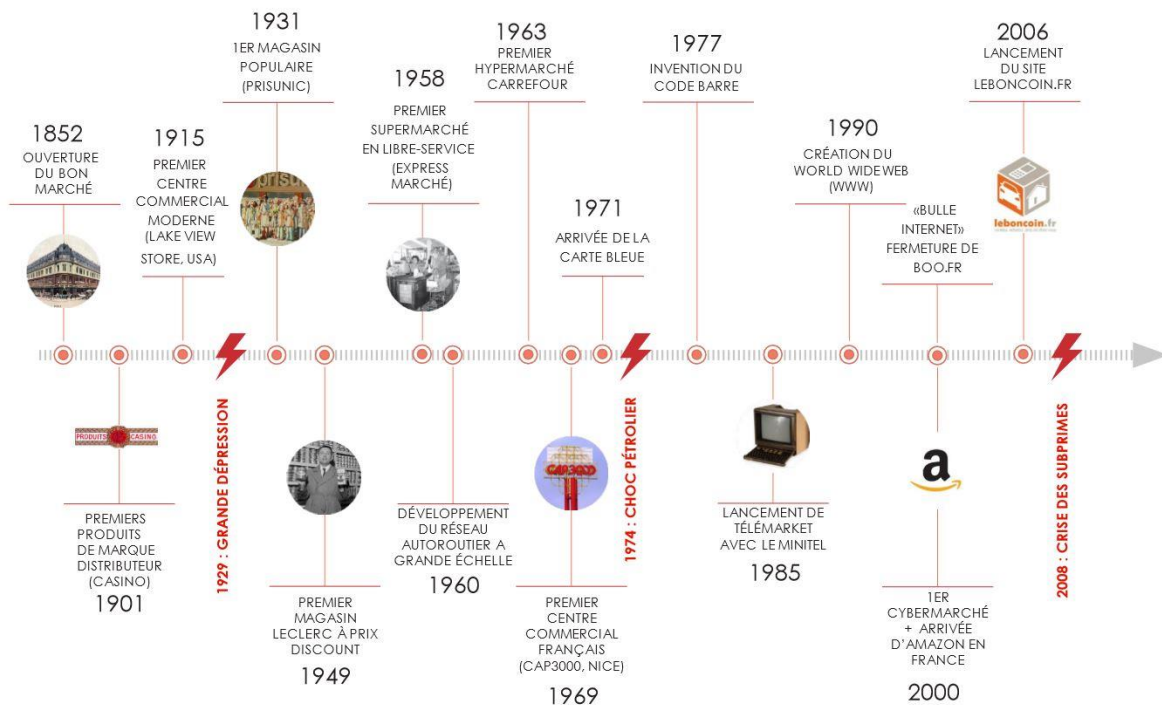 1852
OUVERTURE
DU BON
MARCHÉ
1915
PREMIER
CENTRE
COMMERCIAL
MODERNE
(LAKE VIEW
STORE, USA)
1931
1ER MAGASIN
POPULAIRE
(PRISUNIC)
prisuni
1958
PREMIER
SUPERMARCHÉ
EN LIBRE-SERVICE
(EXPRESS
MARCHÉ)
1963
PREMIER
HYPERMARCHÉ
CARREFOUR
1971
ARRIVÉE DE LA
CARTE BLEUE
1977
INVENTION DU
CODE BARRE
1990
CRÉATION DU
WORLD WIDE WEB
(WWW)
«BULLE
INTERNET»
FERMETURE DE
BOO.FR
2006
LANCEMENT
DU SITE
LEBONCOIN.FR
leboncoin.fr
PRODUITS CASINO
PREMIERS
PRODUITS
DE MARQUE
DISTRIBUTEUR
(CASINO)
1901
1929 : GRANDE DÉPRESSION
PREMIER
MAGASIN
LECLERC À PRIX
DISCOUNT
1949
DÉVELOPPEMENT
DU RÉSEAU
AUTOROUTIER A
GRANDE ÉCHELLE
1960
CAP3000
PREMIER
CENTRE
COMMERCIAL
FRANÇAIS
(CAP3000, NICE)
1969
1974 : CHOC PÉTROLIER
LANCEMENT DE
TÉLÉMARKET
AVEC LE MINITEL
1985
a
1ER
CYBERMARCHÉ
+ ARRIVÉE
D'AMAZON EN
FRANCE
2000
2008 : CRISE DES SUBPRIMES